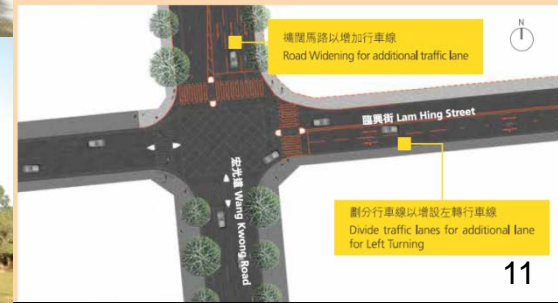 擴闊馬路以增加行車線
Road Widening for additional traffic lane
N
臨興街 Lam Hing Street
宏光道 Wang Kwong Road
劃分行車線以增設左轉行車線
Divide traffic lanes for additional lane
for Left Turning
11